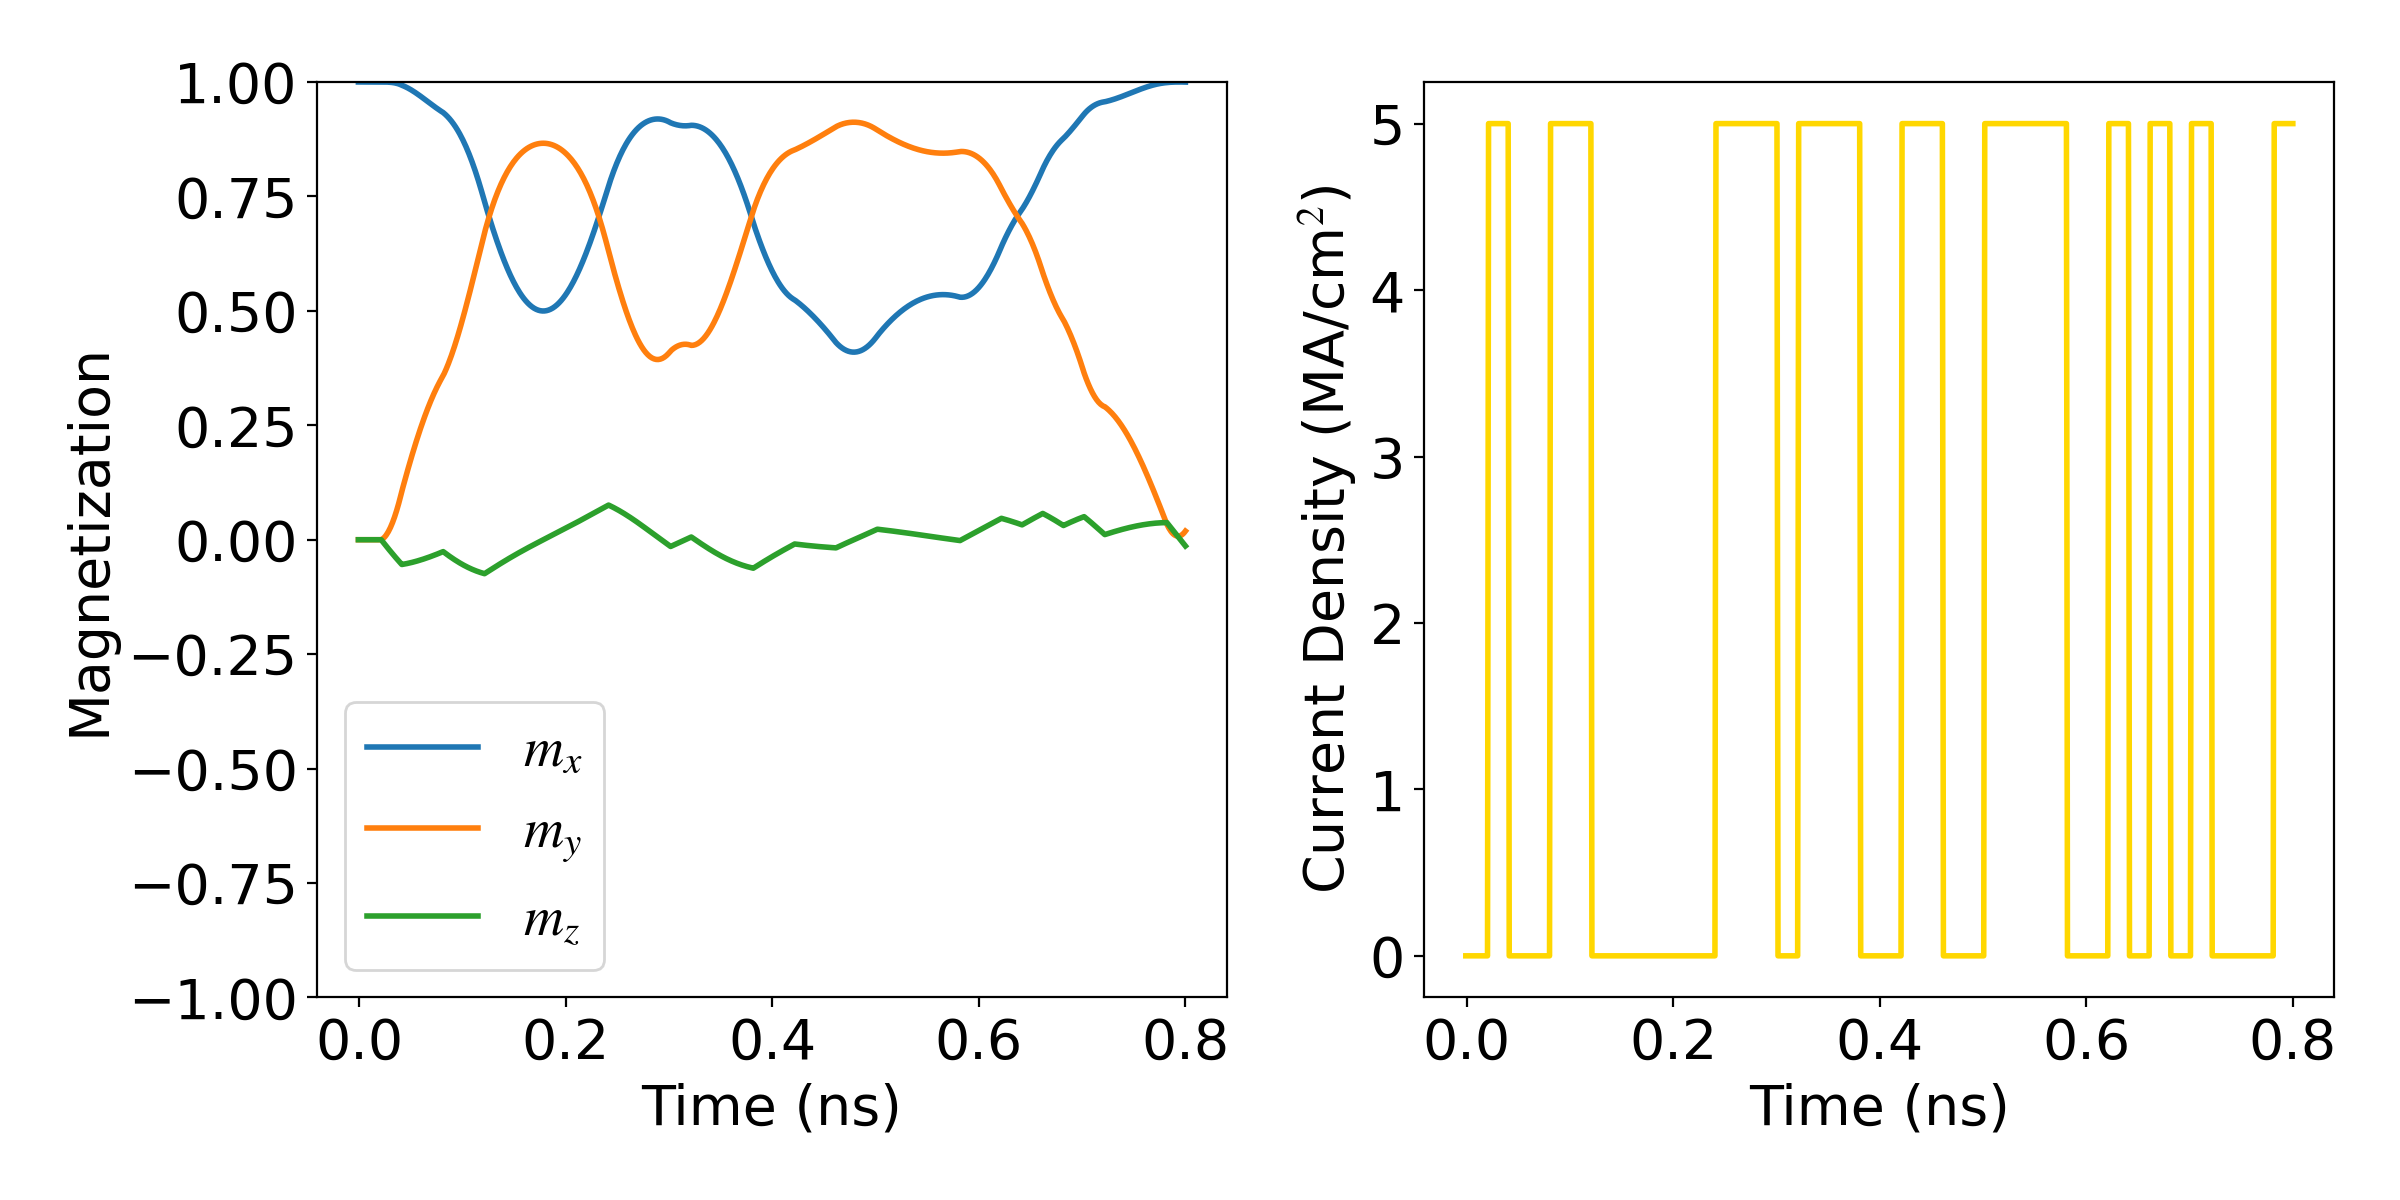 Magnetization
1.00
0.75
0.50
0.25
0.00
−0.25
−0.50
−0.75
−1.00
m_x
m_y
m_z
0.0 0.2 0.4 0.6 0.8
Time (ns)
Current Density (MA/cm²)
5
4
3
2
1
0
0.0 0.2 0.4 0.6 0.8
Time (ns)